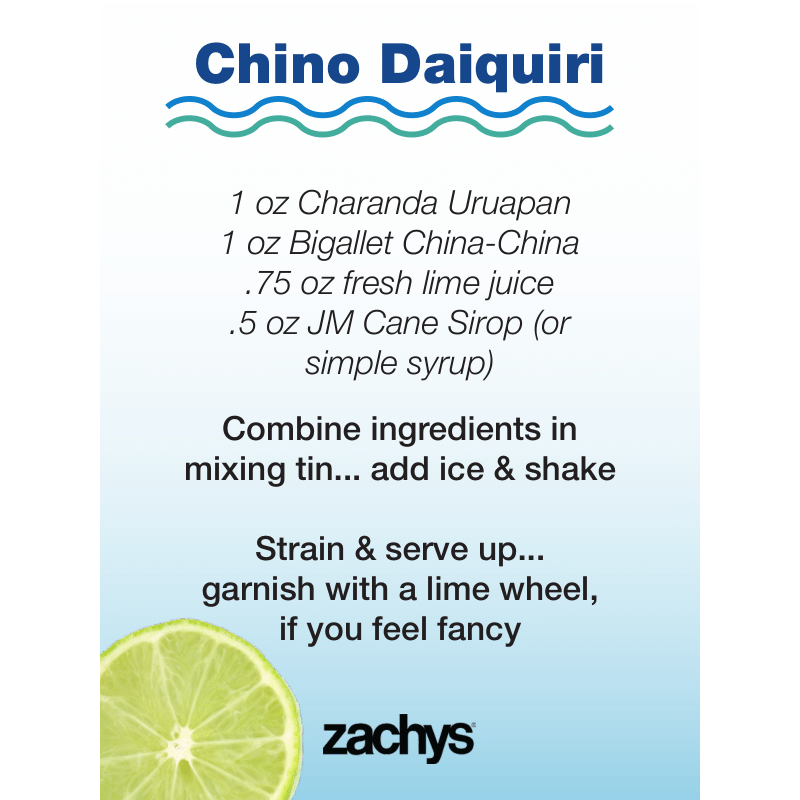 Chino Daiquiri
1 oz Charanda Uruapan
1 oz Bigallet China-China
.75 oz fresh lime juice
.5 oz JM Cane Sirop (or
simple syrup)
Combine ingredients in
mixing tin... add ice & shake
Strain & serve up...
garnish with a lime wheel,
if you feel fancy
zachys